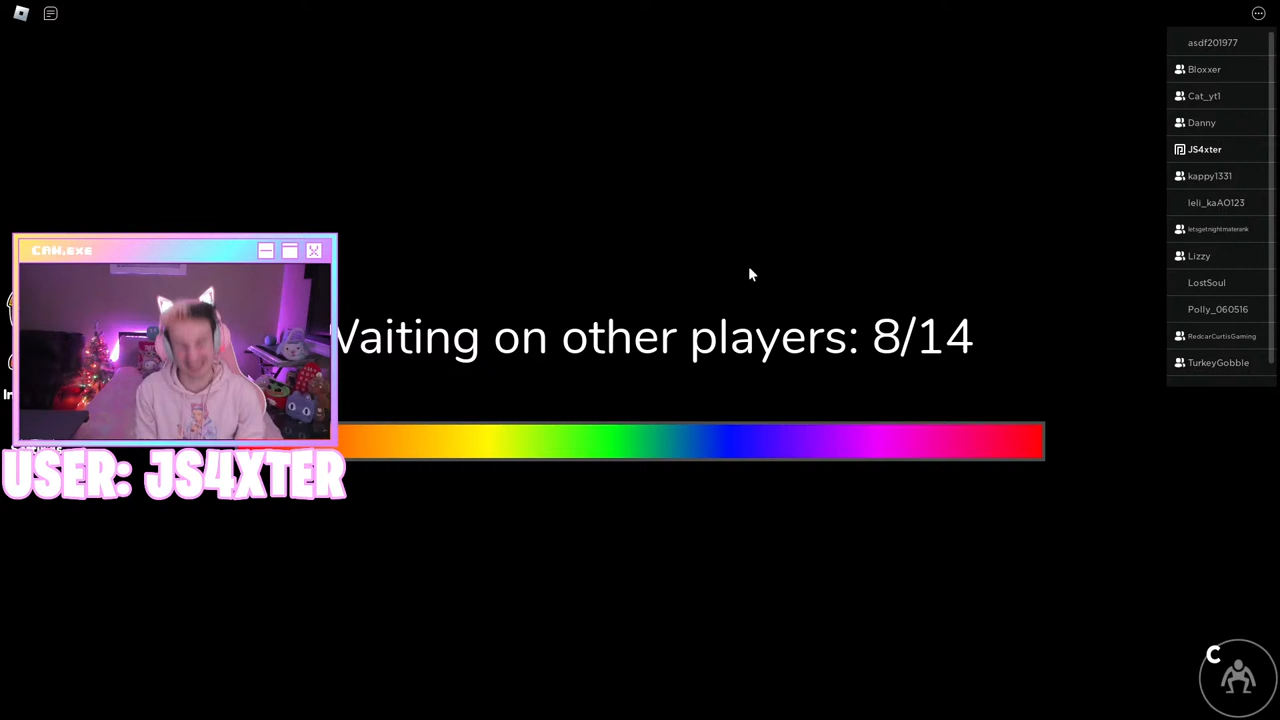 asdf201977
Bloxxer
Cat_yt1
Danny
JS4xter
kappy1331
leli_kaAO123
letsgetnightmaterank
Lizzy
LostSoul
Polly_060516
RedcarCurtisGaming
TurkeyGobble
CAM.EXE
Waiting on other players: 8/14
USER: JS4XTER
C